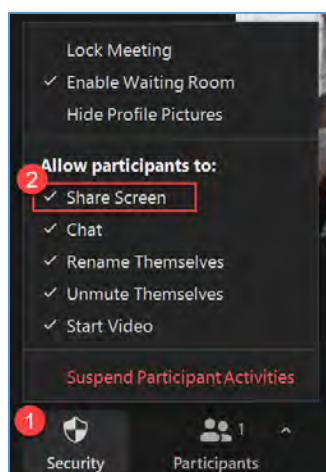 Lock Meeting
✓ Enable Waiting Room
Hide Profile Pictures
Allow participants to:
2
✓ Share Screen
✓ Chat
✓ Rename Themselves
✓ Unmute Themselves
✓ Start Video
Suspend Participant Activities
1
1
Security Participants